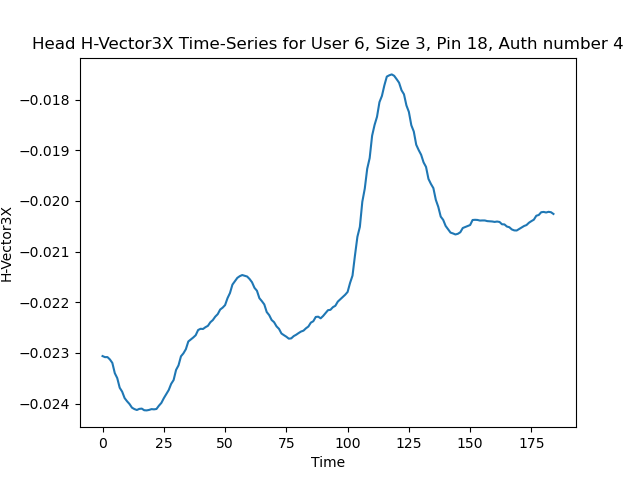 Head H-Vector3X Time-Series for User 6, Size 3, Pin 18, Auth number 4
H-Vector3X
−0.018
−0.019
−0.020
−0.021
−0.022
−0.023
−0.024
0 25 50 75 100 125 150 175
Time